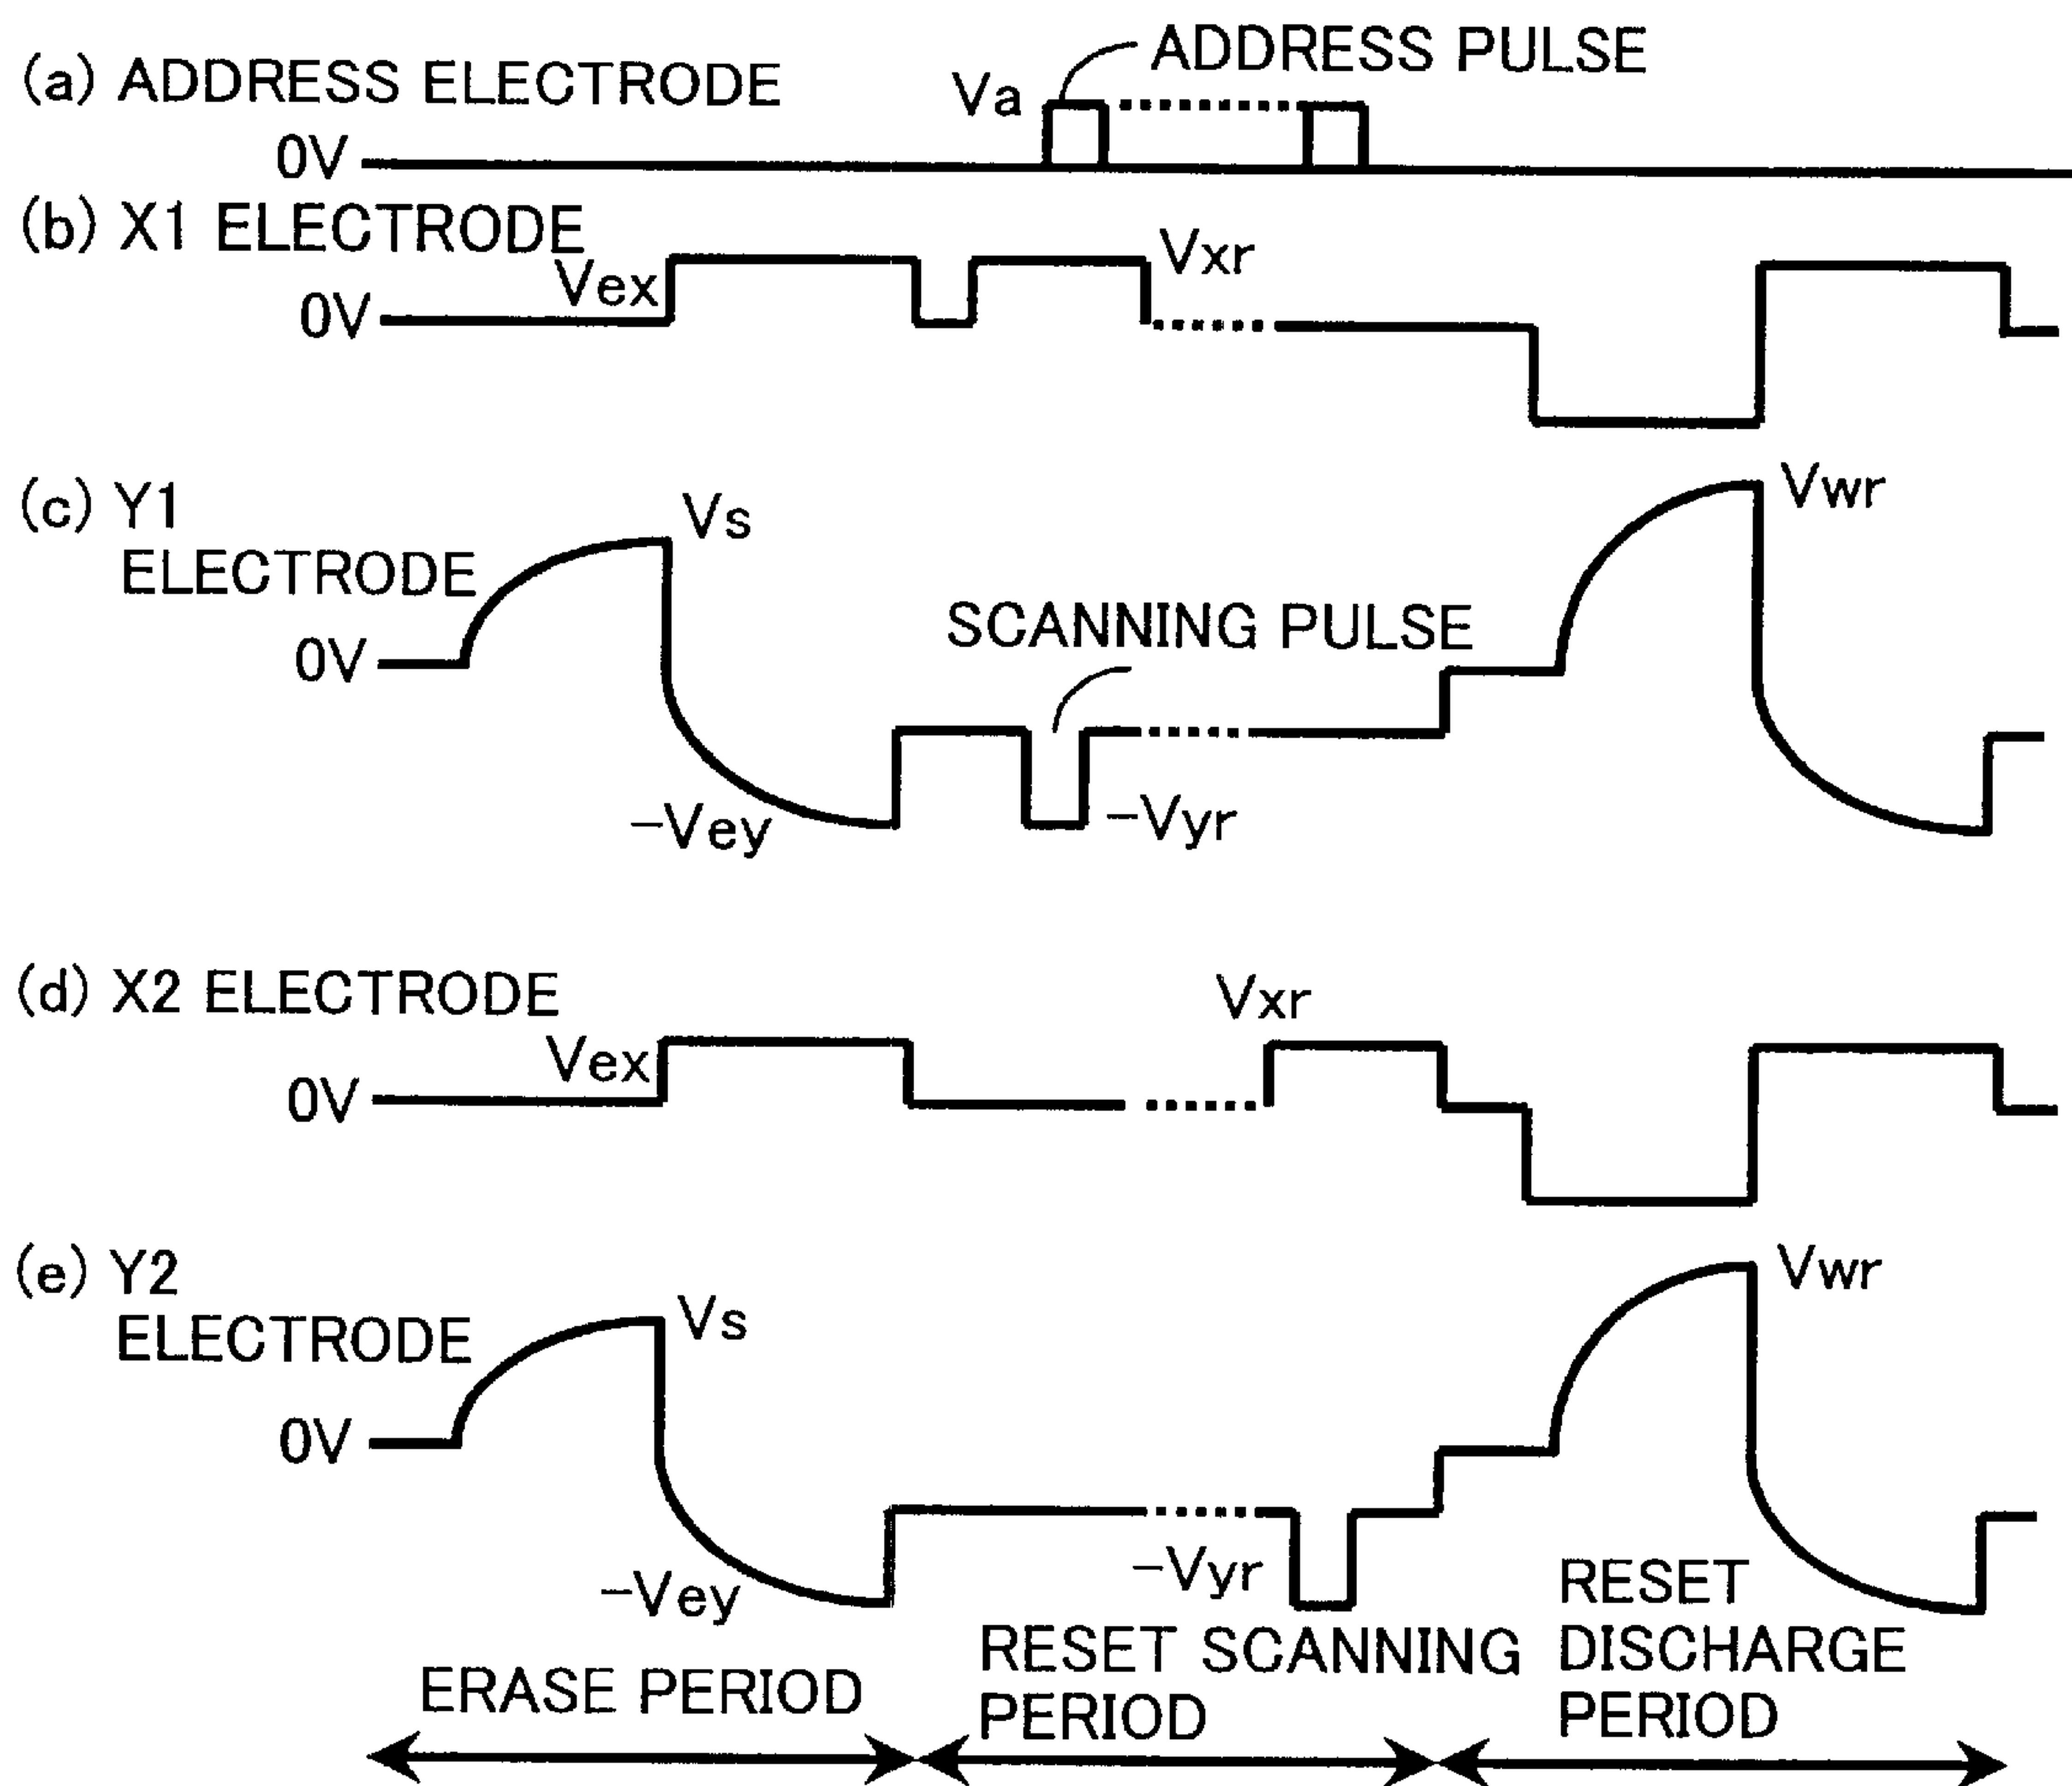 (a) ADDRESS ELECTRODE
ADDRESS PULSE
Va
0V
(b) X1 ELECTRODE
Vex
Vxr
0V
(c) Y1
ELECTRODE
Vs
Vwr
0V
SCANNING PULSE
-Vey
-Vyr
(d) X2 ELECTRODE
Vxr
Vex
0V
(e) Y2
ELECTRODE
Vs
Vwr
0V
-Vey
-Vyr
ERASE PERIOD
RESET SCANNING
PERIOD
RESET
DISCHARGE
PERIOD